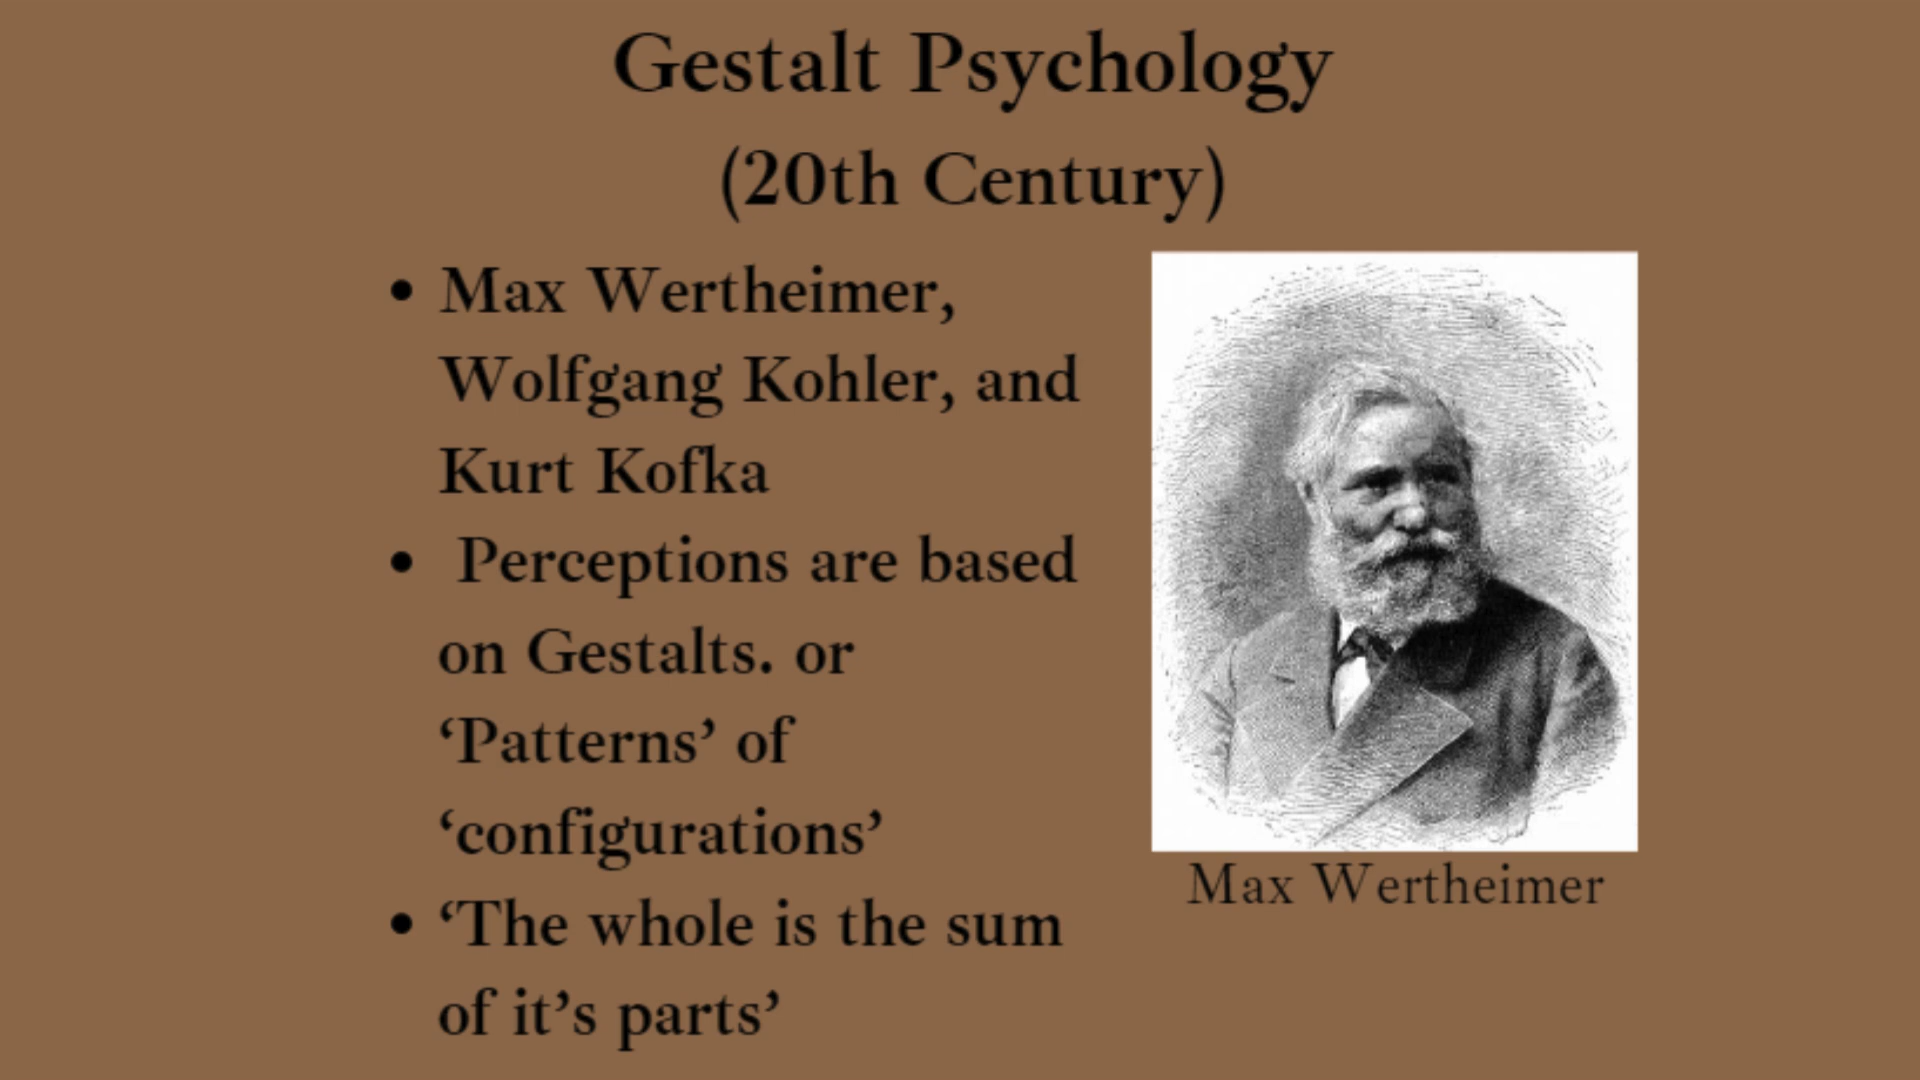 Gestalt Psychology
(20th Century)
• Max Wertheimer,
Wolfgang Kohler, and
Kurt Kofka
• Perceptions are based
on Gestalts. or
‘Patterns’ of
‘configurations’
• ‘The whole is the sum
of it’s parts’
Max Wertheimer